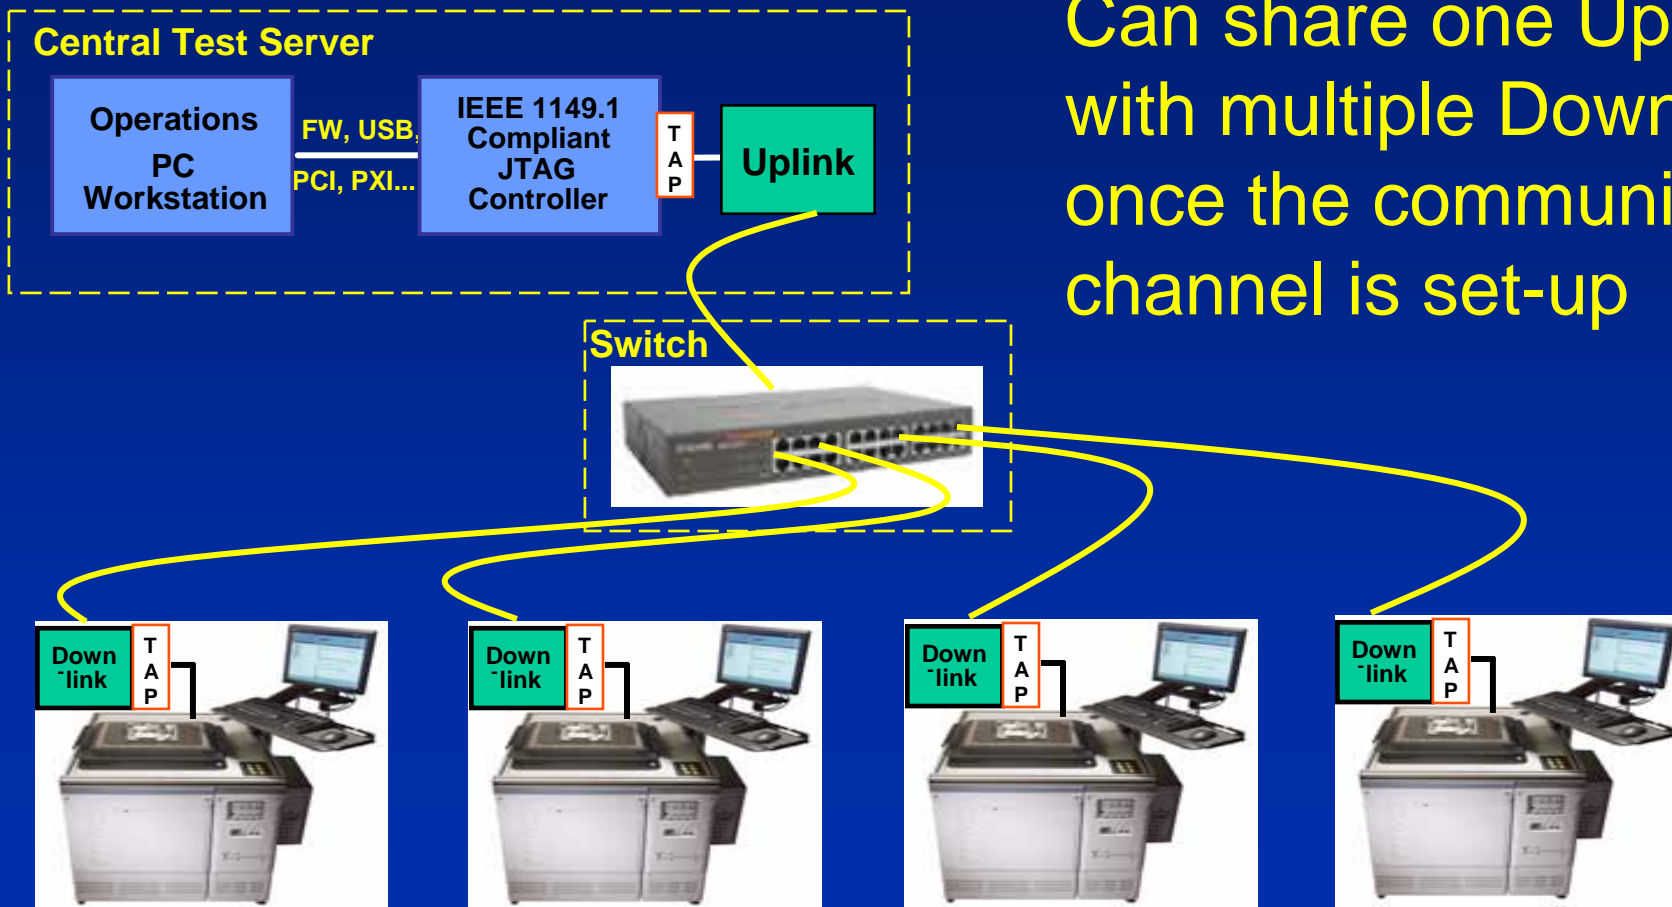 Can share one Up
with multiple Down
once the communi
channel is set-up
Central Test Server
Operations
PC
Workstation
FW, USB,
PCI, PXI...
IEEE 1149.1
Compliant
JTAG
Controller
T
A
P
Uplink
Switch
Down
-link
T
A
P
Down
-link
T
A
P
Down
-link
T
A
P
Down
-link
T
A
P